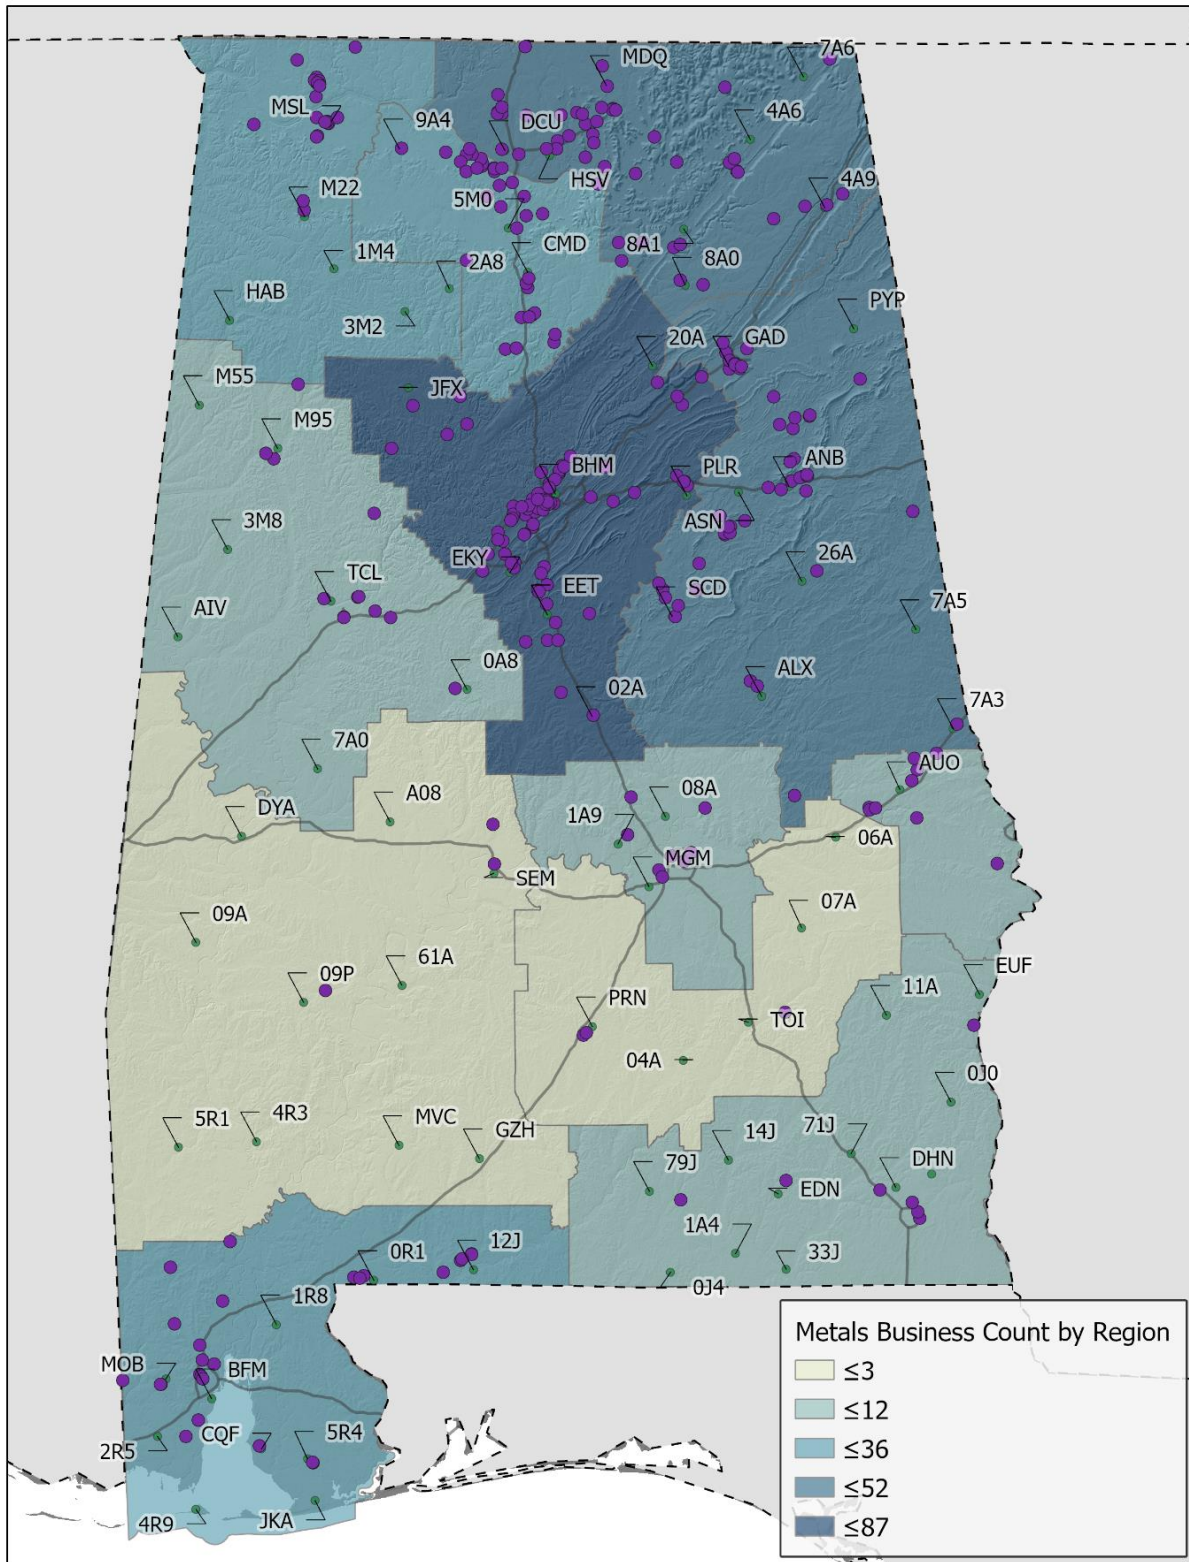 7A6
MDQ
MSL
9A4
DCU
4A6
HSV
M22
5M0
4A9
1M4
2A8
CMD
8A1
8A0
HAB
3M2
PYP
20A
GAD
M55
JFX
M95
BHM
PLR
ANB
3M8
ASN
EKY
26A
TCL
EET
SCD
AIV
7A5
0A8
02A
ALX
7A3
7A0
DYA
A08
1A9
08A
AUO
06A
MGM
SEM
09A
07A
09P
61A
EUF
PRN
TOI
11A
04A
0J0
5R1
4R3
MVC
GZH
14J
71J
79J
DHN
EDN
0R1
12J
1A4
33J
0J4
1R8
MOB
BFM
2R5
CQF
5R4
4R9
JKA
Metals Business Count by Region
≤3
≤12
≤36
≤52
≤87